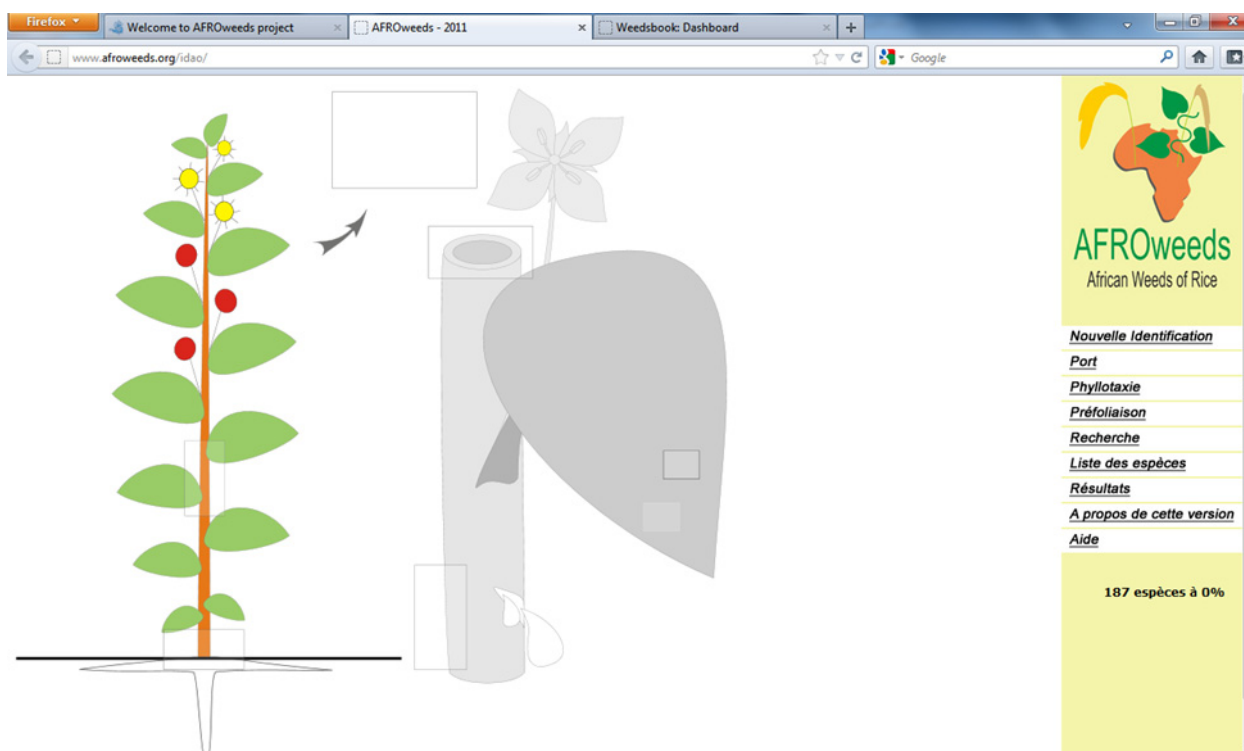 Firefox
Welcome to AFROweeds project
AFROweeds - 2011
Weedsbook: Dashboard
www.afroweeds.org/idao/
Google
AFROweeds
African Weeds of Rice
Nouvelle Identification
Port
Phyllotaxie
Préfoliaison
Recherche
Liste des espèces
Résultats
A propos de cette version
Aide
187 espèces à 0%